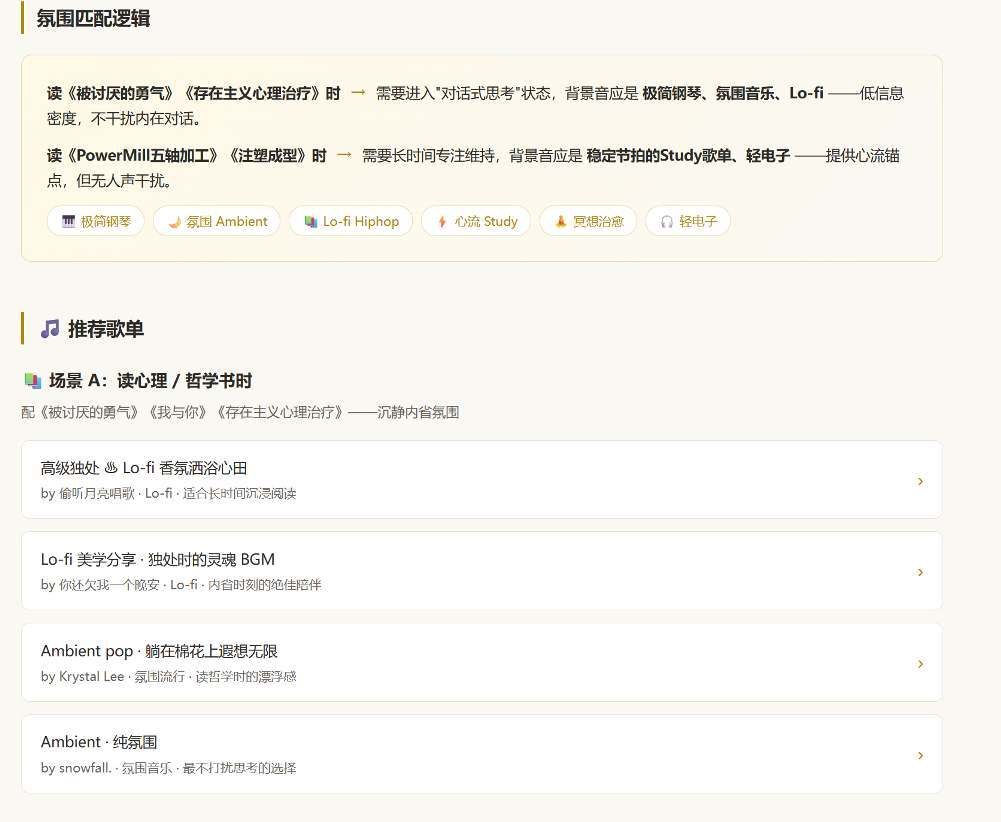 氛围匹配逻辑
读《被讨厌的勇气》《存在主义心理治疗》时 → 需要进入"对话式思考"状态，背景音应是 极简钢琴、氛围音乐、Lo-fi ——低信息
密度，不干扰内在对话。
读《PowerMill五轴加工》《注塑成型》时 → 需要长时间专注维持，背景音应是 稳定节拍的Study歌单、轻电子 ——提供心流锚
点，但无人声干扰。
🎹 极简钢琴 🌙 氛围 Ambient 📚 Lo-fi Hiphop ⚡ 心流 Study 🧘 冥想治愈 🎧 轻电子
🎵 推荐歌单
📚 场景 A：读心理 / 哲学书时
配《被讨厌的勇气》《我与你》《存在主义心理治疗》——沉静内省氛围
高级独处 ♨ Lo-fi 香氛洒浴心田
by 偷听月亮唱歌 · Lo-fi · 适合长时间沉浸阅读
Lo-fi 美学分享 · 独处时的灵魂 BGM
by 你还欠我一个晚安 · Lo-fi · 内省时刻的绝佳陪伴
Ambient pop · 躺在棉花上遐想无限
by Krystal Lee · 氛围流行 · 读哲学时的漂浮感
Ambient · 纯氛围
by snowfall. · 氛围音乐 · 最不打扰思考的选择